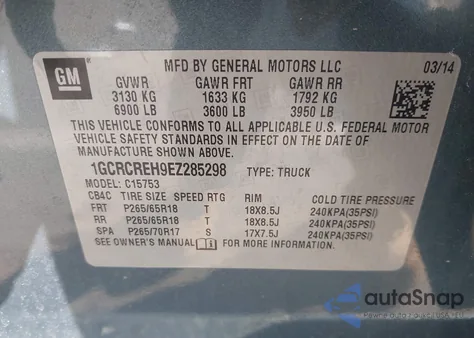 GM
MFD BY GENERAL MOTORS LLC
03/14
GVWR GAWR FRT GAWR RR
3130 KG 1633 KG 1792 KG
6900 LB 3600 LB 3950 LB
THIS VEHICLE CONFORMS TO ALL APPLICABLE U.S. FEDERAL MOTOR
VEHICLE SAFETY STANDARDS IN EFFECT ON THE DATE OF
MANUFACTURE SHOWN ABOVE.
1GCRCREH9EZ285298 TYPE: TRUCK
MODEL: C15753
CB4C TIRE SIZE SPEED RTG RIM COLD TIRE PRESSURE
FRT P265/65R18 T 18X8.5J 240KPA(35PSI)
RR P265/65R18 T 18X8.5J 240KPA(35PSI)
SPA P265/70R17 S 17X7.5J 240KPA(35PSI)
SEE OWNER'S MANUAL FOR MORE INFORMATION
autoSnap